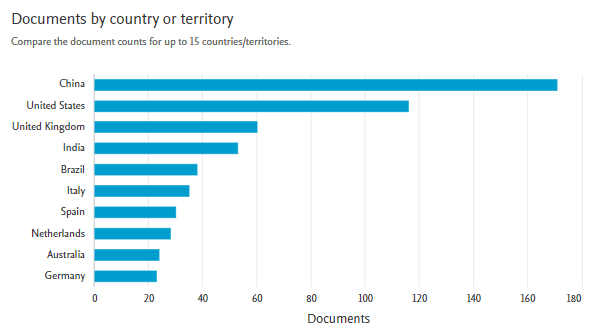 Documents by country or territory
Compare the document counts for up to 15 countries/territories.
China
United States
United Kingdom
India
Brazil
Italy
Spain
Netherlands
Australia
Germany
0 20 40 60 80 100 120 140 160 180
Documents